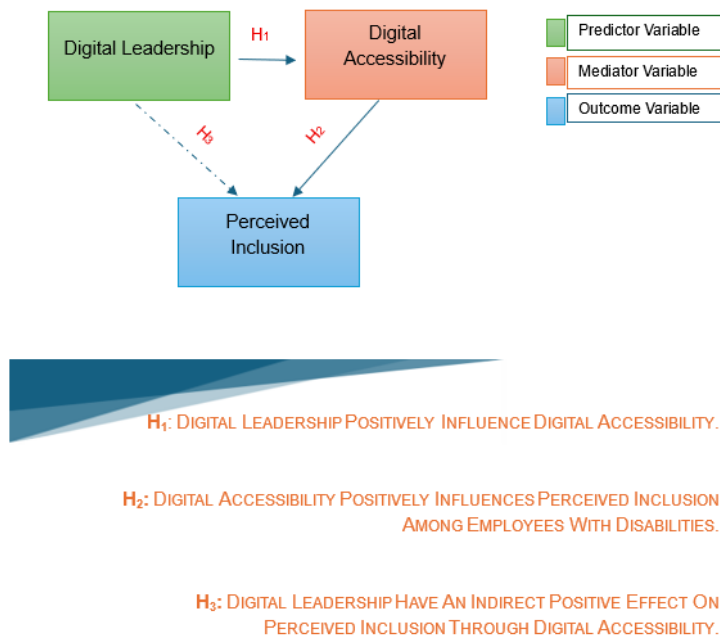 Digital Leadership
H1
Digital
Accessibility
Predictor Variable
Mediator Variable
Outcome Variable
H3
H2
Perceived
Inclusion
H1: DIGITAL LEADERSHIP POSITIVELY INFLUENCE DIGITAL ACCESSIBILITY.
H2: DIGITAL ACCESSIBILITY POSITIVELY INFLUENCES PERCEIVED INCLUSION
AMONG EMPLOYEES WITH DISABILITIES.
H3: DIGITAL LEADERSHIP HAVE AN INDIRECT POSITIVE EFFECT ON
PERCEIVED INCLUSION THROUGH DIGITAL ACCESSIBILITY.